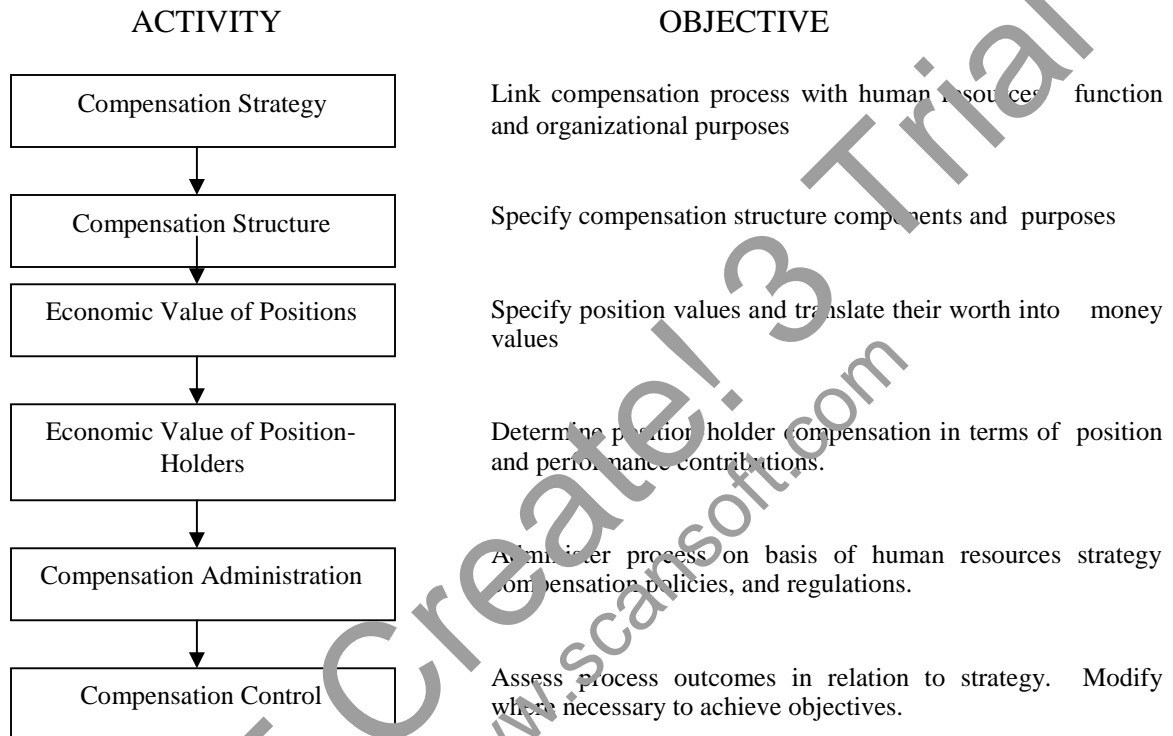 ACTIVITY OBJECTIVE
Compensation Strategy
Link compensation process with human resources function
and organizational purposes
Compensation Structure
Specify compensation structure components and purposes
Economic Value of Positions
Specify position values and translate their worth into money
values
Economic Value of Position-
Holders
Determine position holder compensation in terms of position
and performance contributions.
Compensation Administration
Administer process on basis of human resources strategy
compensation policies, and regulations.
Compensation Control
Assess process outcomes in relation to strategy. Modify
where necessary to achieve objectives.
Create! 3 Trial
www.scansoft.com